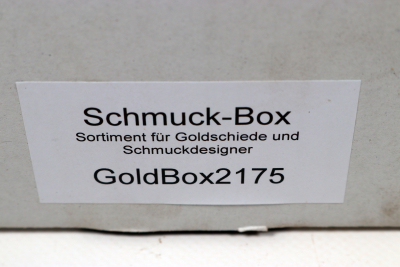 Schmuck-Box
Sortiment für Goldschiede und
Schmuckdesigner
GoldBox2175